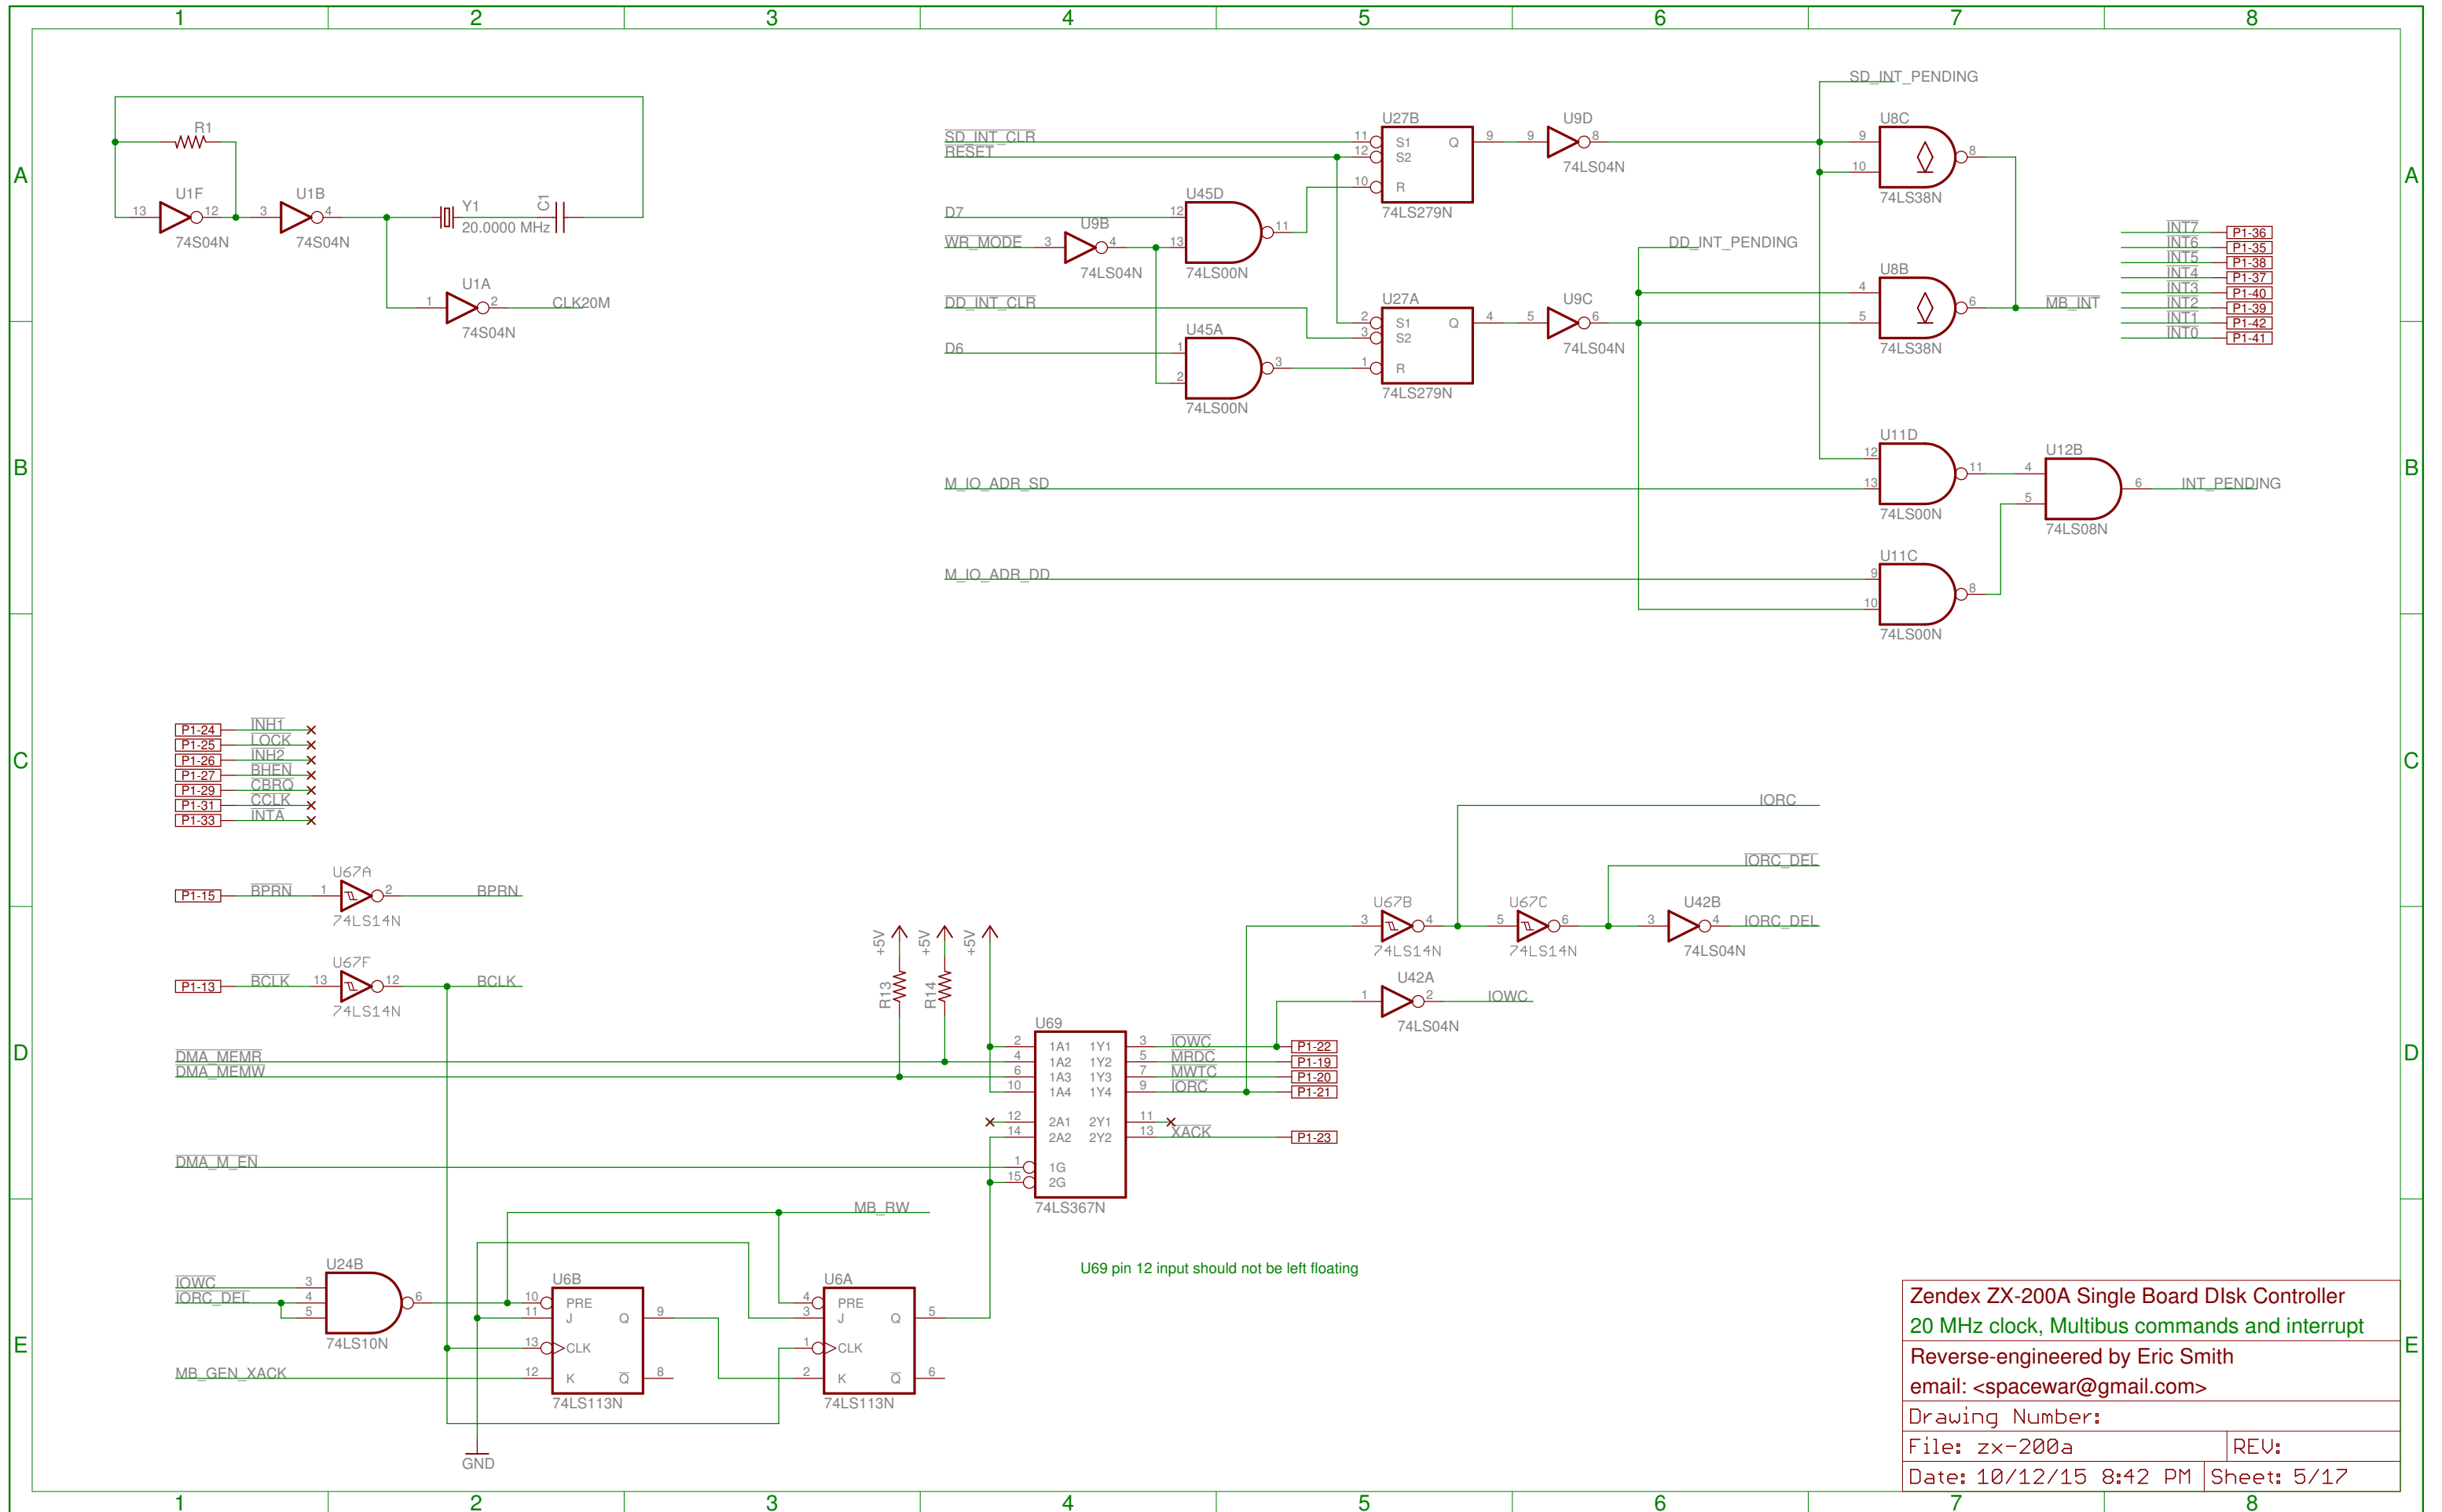 1 2 3 4 5 6 7 8
A A
B B
C C
D D
E E
R1
U1F
13 12
74S04N
U1B
3 4
74S04N
Y1
20.0000 MHz
C1
U1A
1 2
74S04N
CLK20M
SD_INT_CLR
RESET
D7
WR_MODE
U9B
3 4
74LS04N
U45D
12
13
11
74LS00N
DD_INT_CLR
D6
U45A
1
2
3
74LS00N
U27B
11 S1 Q 9
12 S2
10 R
74LS279N
U27A
2 S1 Q 4
3 S2
1 R
74LS279N
U9D
9 8
74LS04N
U9C
5 6
74LS04N
SD_INT_PENDING
DD_INT_PENDING
U8C
9
10
8
74LS38N
U8B
4
5
6
74LS38N
MB_INT
INT7 P1-36
INT6 P1-35
INT5 P1-38
INT4 P1-37
INT3 P1-40
INT2 P1-39
INT1 P1-42
INT0 P1-41
M_IO_ADR_SD
M_IO_ADR_DD
U11D
12
13
11
74LS00N
U11C
9
10
8
74LS00N
U12B
4
5
6
74LS08N
INT_PENDING
P1-24 INH1
P1-25 LOCK
P1-26 INH2
P1-27 BHEN
P1-29 CBRQ
P1-31 CCLK
P1-33 INTA
U67A
P1-15 BPRN 1 2 BPRN
74LS14N
U67F
P1-13 BCLK 13 12 BCLK
74LS14N
DMA_MEMR
DMA_MEMW
DMA_M_EN
+5V +5V +5V
R13 R14
U69
2 1A1 1Y1 3 IOWC P1-22
4 1A2 1Y2 5 MRDC P1-19
6 1A3 1Y3 7 MWTC P1-20
10 1A4 1Y4 9 IORC P1-21
12 2A1 2Y1 11
14 2A2 2Y2 13 XACK P1-23
1 1G
15 2G
74LS367N
IORC
IORC_DEL
U67B
3 4
74LS14N
U67C
5 6
74LS14N
U42B
3 4 IORC_DEL
74LS04N
U42A
1 2 IOWC
74LS04N
MB_RW
U24B
IOWC 3
IORC_DEL 4
5
6
74LS10N
MB_GEN_XACK
U6B
10 PRE
11 J Q 9
13 CLK
12 K Q 8
74LS113N
U6A
4 PRE
3 J Q 5
1 CLK
2 K Q 6
74LS113N
GND
U69 pin 12 input should not be left floating
Zendex ZX-200A Single Board DIsk Controller
20 MHz clock, Multibus commands and interrupt
Reverse-engineered by Eric Smith
email: <spacewar@gmail.com>
Drawing Number:
File: zx-200a REV:
Date: 10/12/15 8:42 PM Sheet: 5/17
1 2 3 4 5 6 7 8